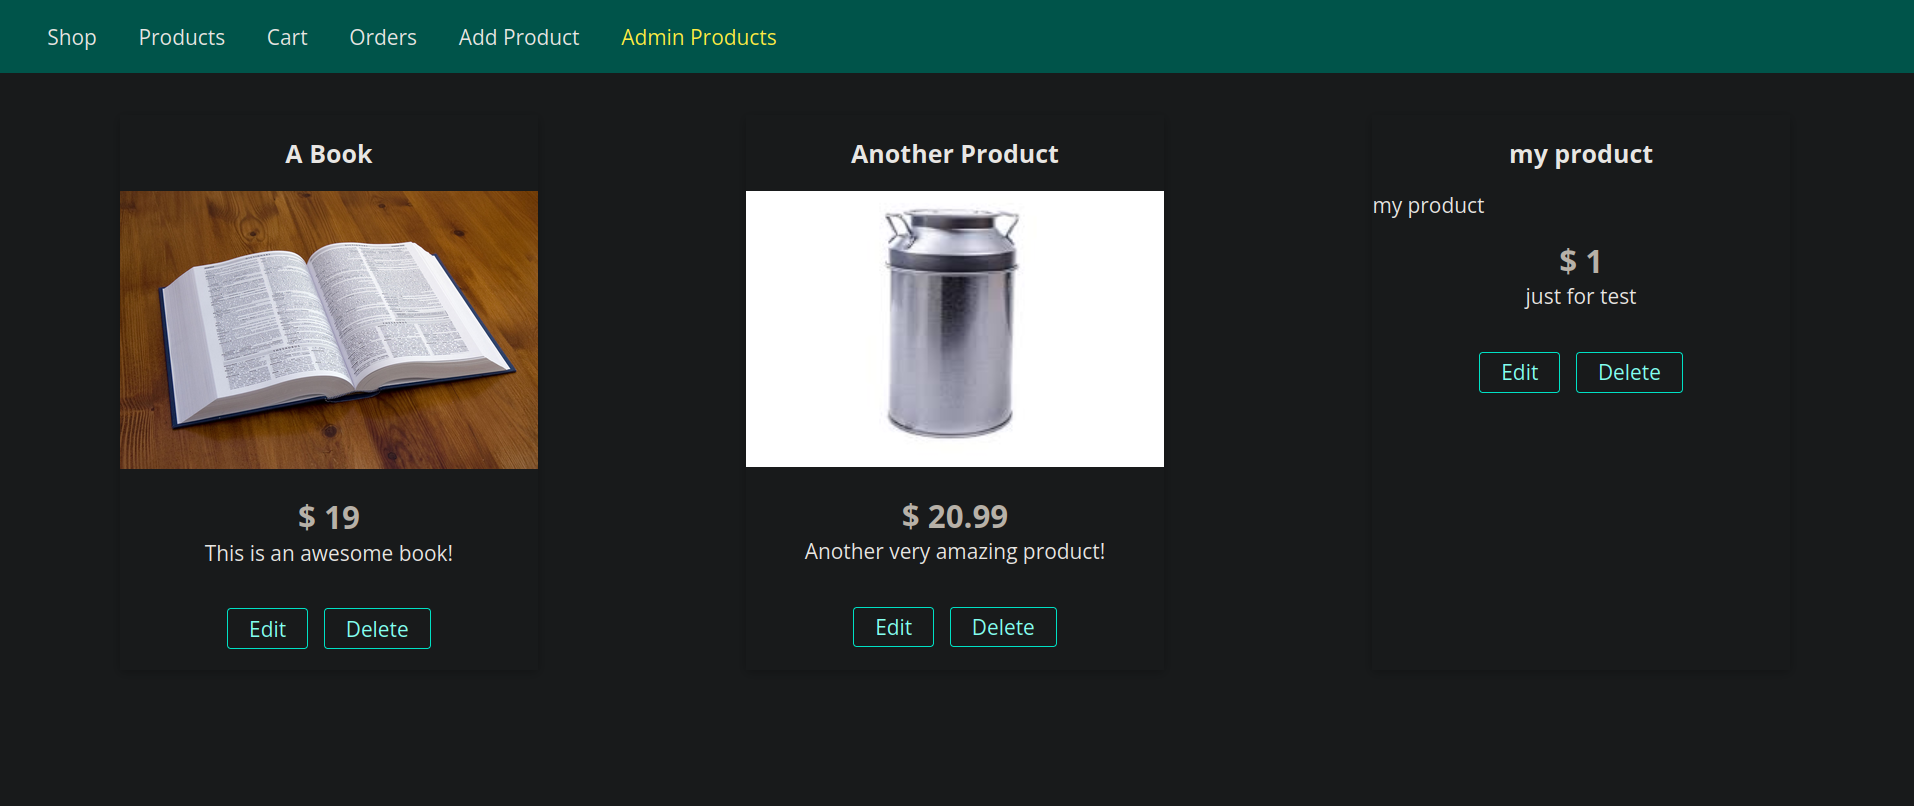 Shop Products Cart Orders Add Product Admin Products
A Book
$ 19
This is an awesome book!
Edit Delete
Another Product
$ 20.99
Another very amazing product!
Edit Delete
my product
my product
$ 1
just for test
Edit Delete